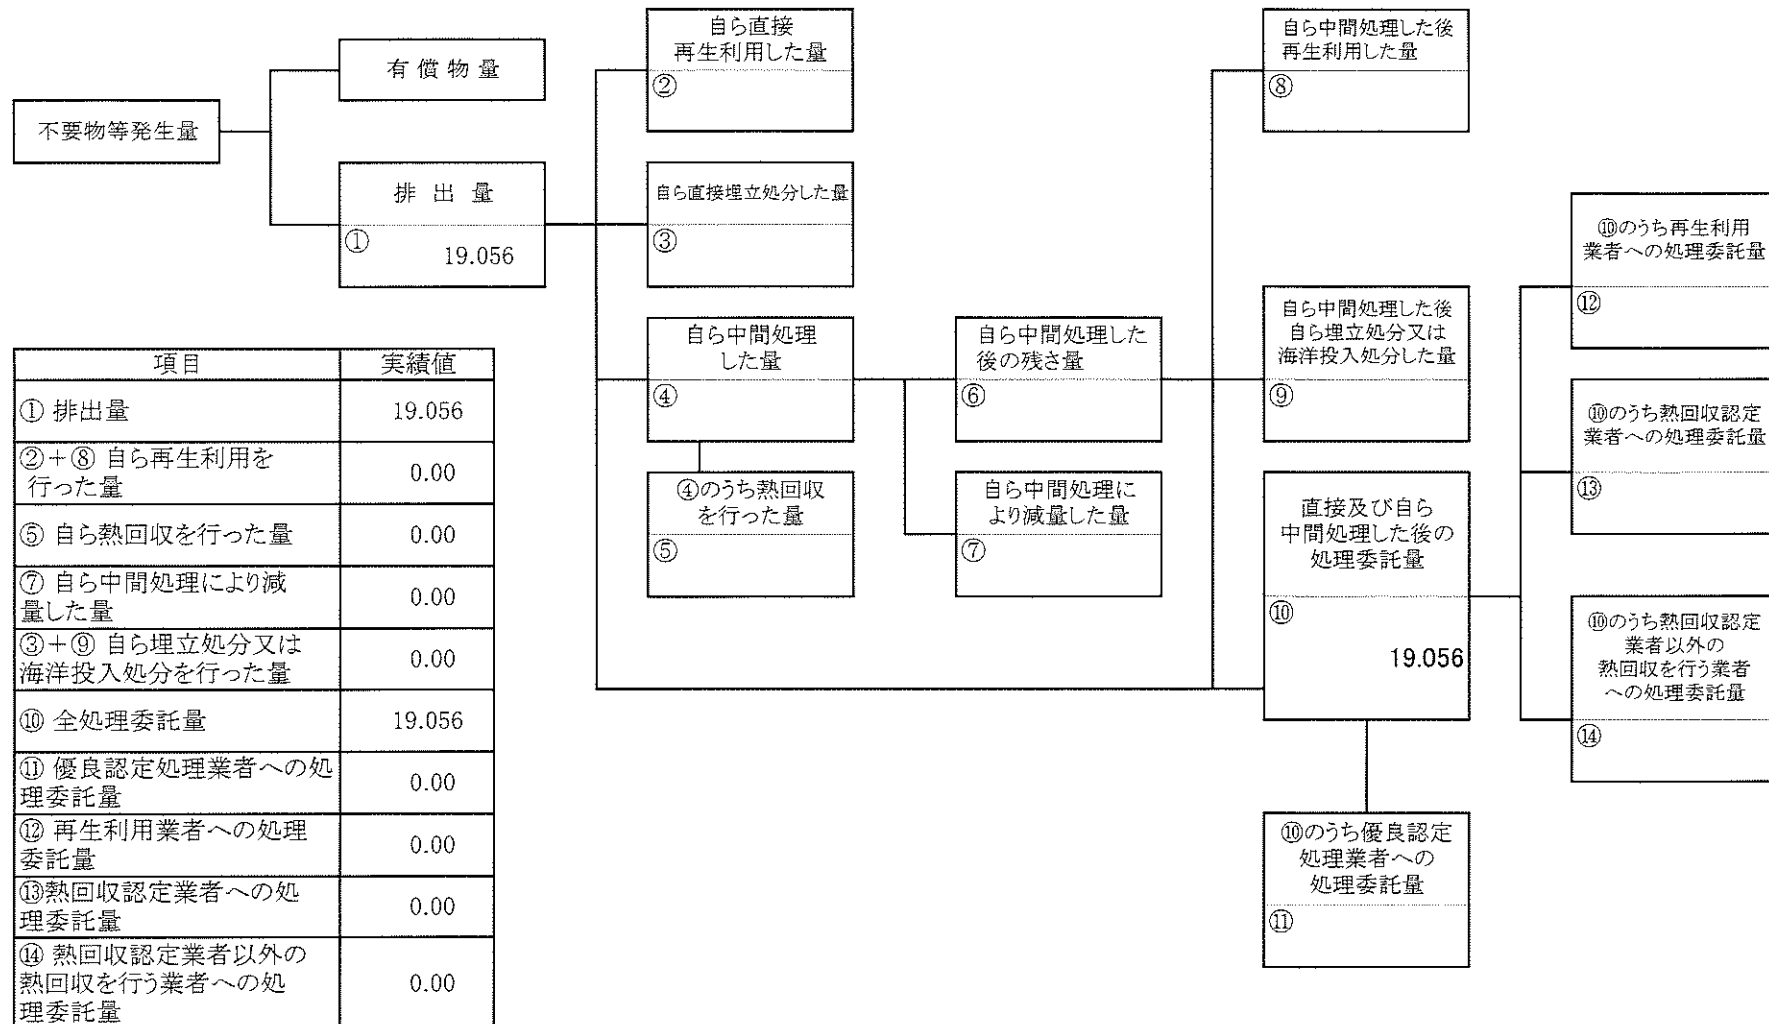 不要物等発生量
有償物量
排出量
①
19.056
自ら直接
再生利用した量
②
自ら直接埋立処分した量
③
自ら中間処理
した量
④
④のうち熱回収
を行った量
⑤
自ら中間処理した
後の残さ量
⑥
自ら中間処理に
より減量した量
⑦
自ら中間処理した後
再生利用した量
⑧
自ら中間処理した後
自ら埋立処分又は
海洋投入処分した量
⑨
直接及び自ら
中間処理した後の
処理委託量
⑩
19.056
⑩のうち優良認定
処理業者への
処理委託量
⑪
⑩のうち再生利用
業者への処理委託量
⑫
⑩のうち熱回収認定
業者への処理委託量
⑬
⑩のうち熱回収認定
業者以外の
熱回収を行う業者
への処理委託量
⑭
項目 実績値
① 排出量 19.056
②+⑧ 自ら再生利用を
行った量 0.00
⑤ 自ら熱回収を行った量 0.00
⑦ 自ら中間処理により減
量した量 0.00
③+⑨ 自ら埋立処分又は
海洋投入処分を行った量 0.00
⑩ 全処理委託量 19.056
⑪ 優良認定処理業者への処
理委託量 0.00
⑫ 再生利用業者への処理
委託量 0.00
⑬熱回収認定業者への処
理委託量 0.00
⑭ 熱回収認定業者以外の
熱回収を行う業者への処
理委託量 0.00